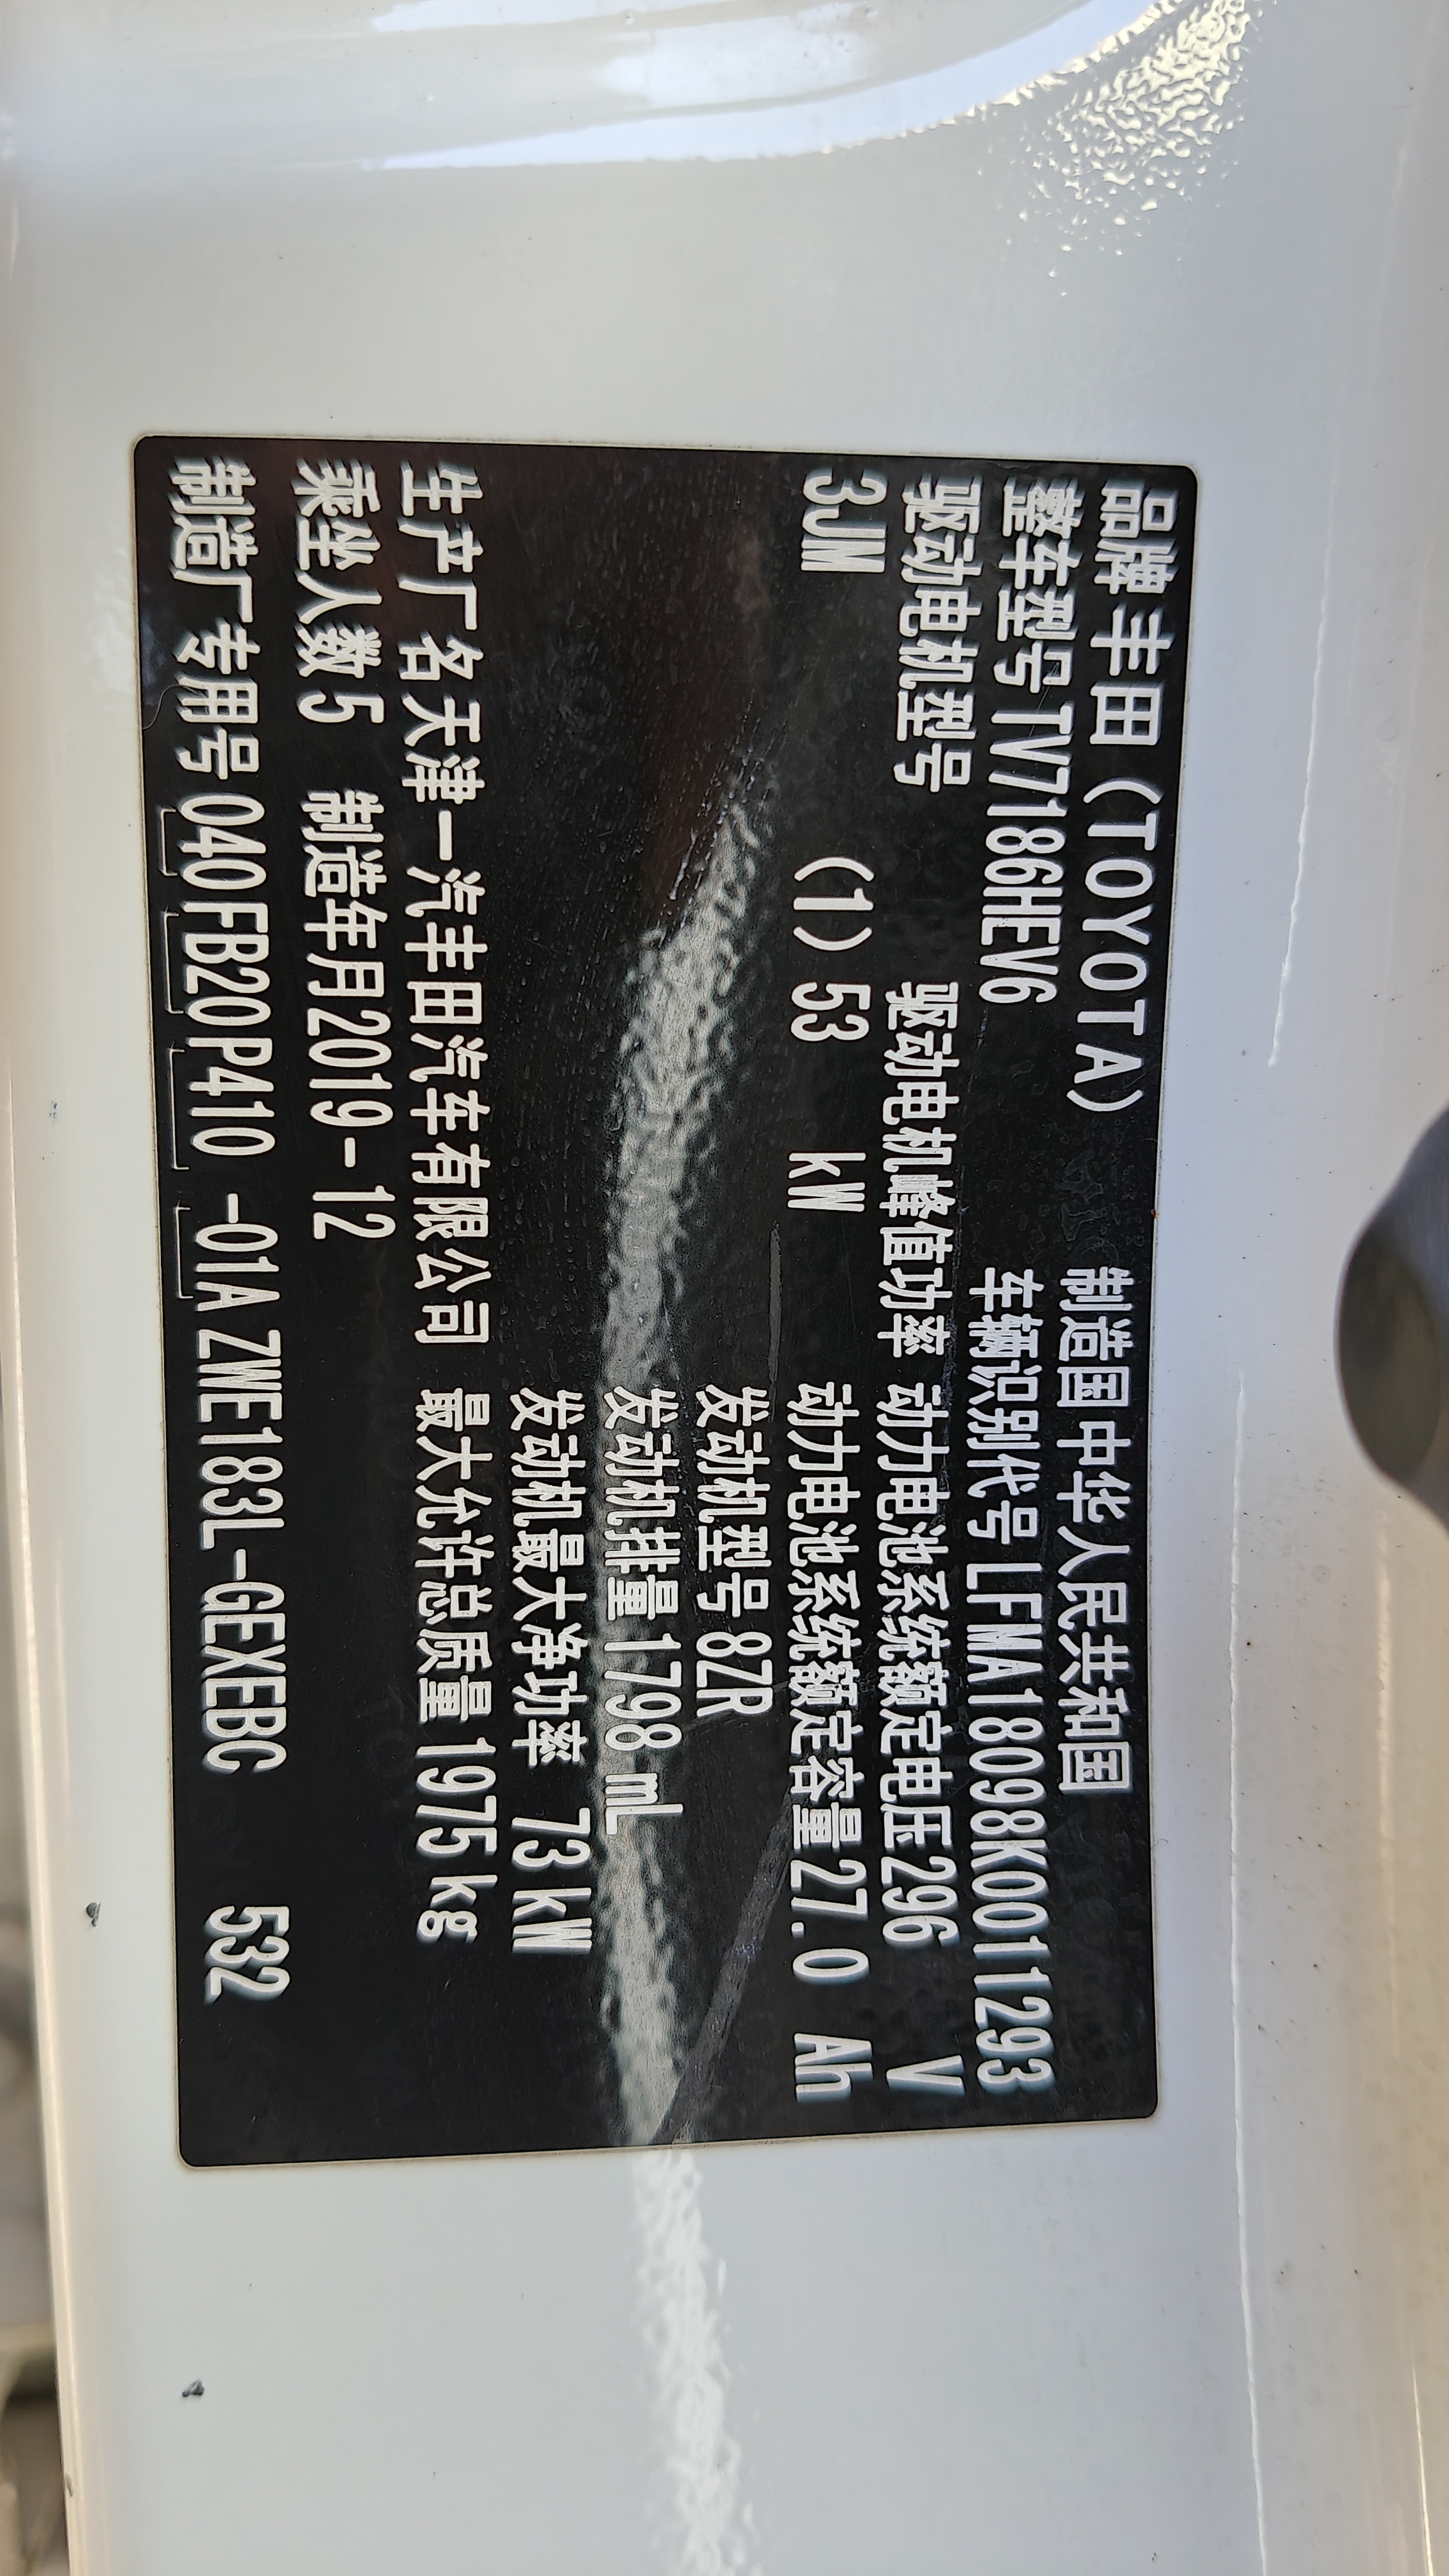 品牌丰田（TOYOTA） 制造国中华人民共和国
整车型号TV7186HEV6 车辆识别代号LFMA18098K0011293
驱动电机型号 驱动电机峰值功率 动力电池系统额定电压296 V
3JM （1）53 kW 动力电池系统额定容量27.0 Ah
发动机型号8ZR
发动机排量1798 mL
发动机最大净功率 73kW
生产厂名天津一汽丰田汽车有限公司 最大允许总质量1975kg
乘坐人数5 制造年月2019-12
制造厂专用号040FB20P410 -01A ZWE183L-GEXEBC 532